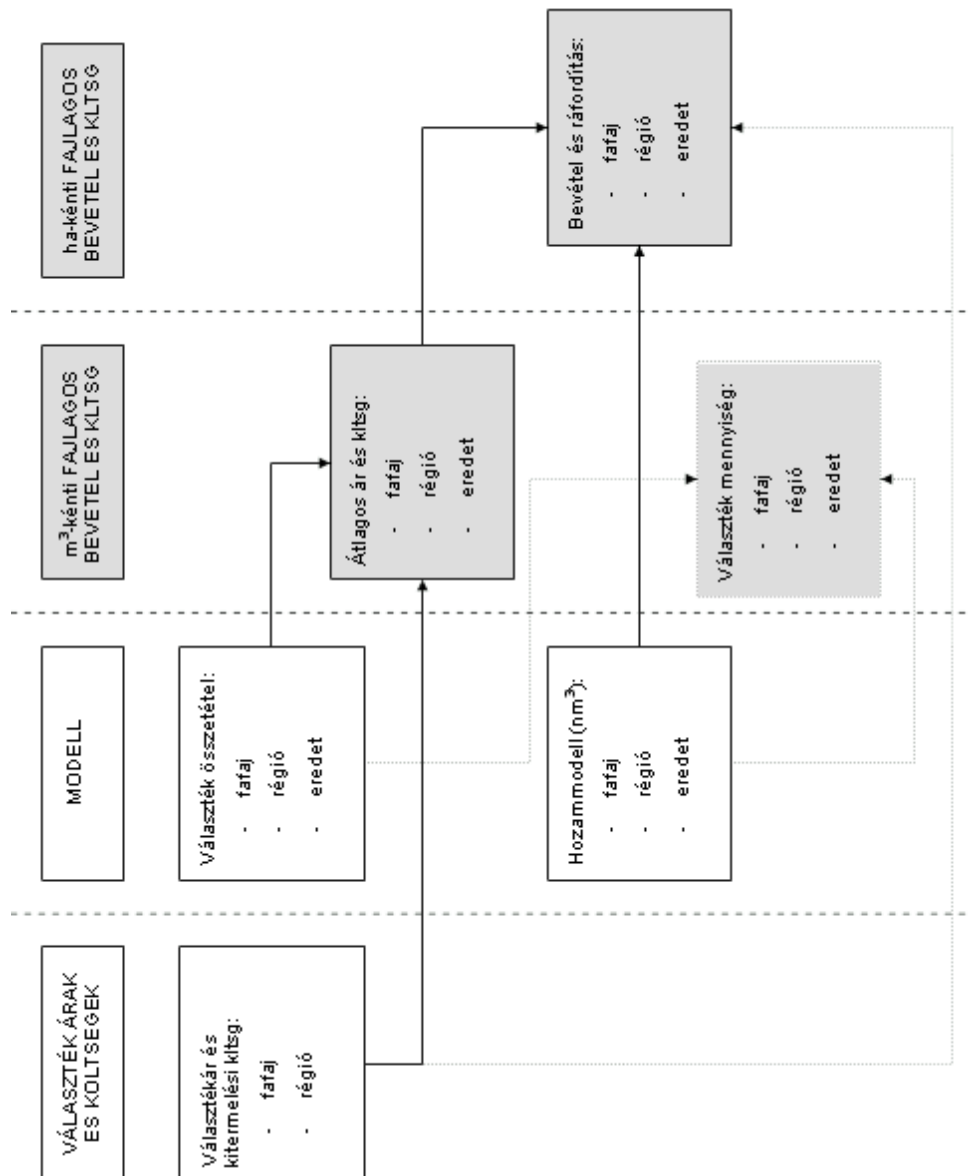 VÁLASZTÉK ÁRAK
ES KOLTSEGEK
MODELL
m³-kénti FAJLAGOS
BEVETEL ES KLTSG
ha-kénti FAJLAGOS
BEVETEL ES KLTSG
Választékár és
kitermelési kltsg:
- fafaj
- régió
Választék összetétel:
- fafaj
- régió
- eredet
Átlagos ár és kltsg:
- fafaj
- régió
- eredet
Hozammodell (nm³):
- fafaj
- régió
- eredet
Bevétel és ráfordítás:
- fafaj
- régió
- eredet
Választék mennyiség:
- fafaj
- régió
- eredet